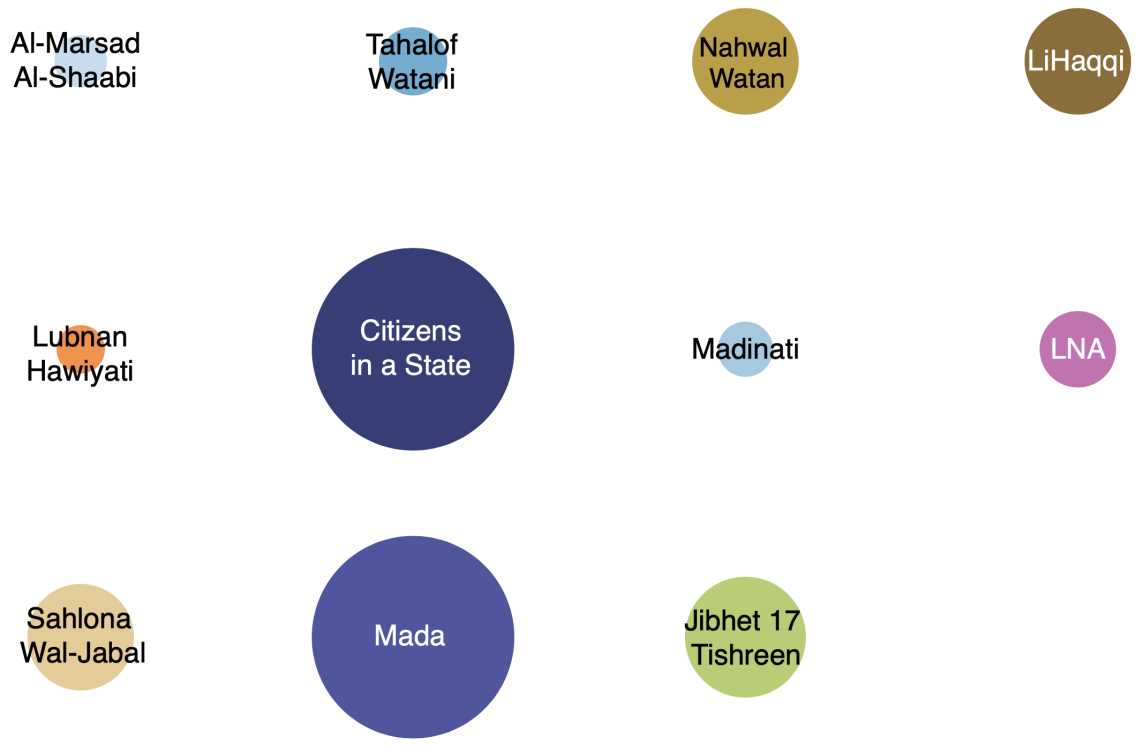 Al-Marsad
Al-Shaabi
Tahalof
Watani
Nahwal
Watan
LiHaqqi
Lubnan
Hawiyati
Citizens
in a State
Madinati
LNA
Sahlona
Wal-Jabal
Mada
Jibhet 17
Tishreen